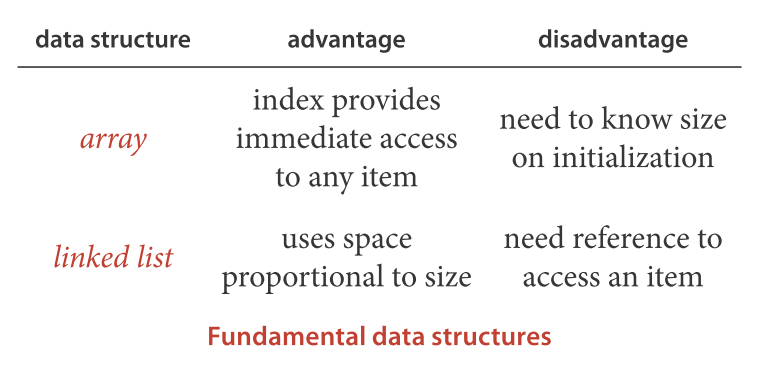 data structure advantage disadvantage
index provides
immediate access
to any item
array
need to know size
on initialization
uses space
proportional to size
linked list
need reference to
access an item
Fundamental data structures